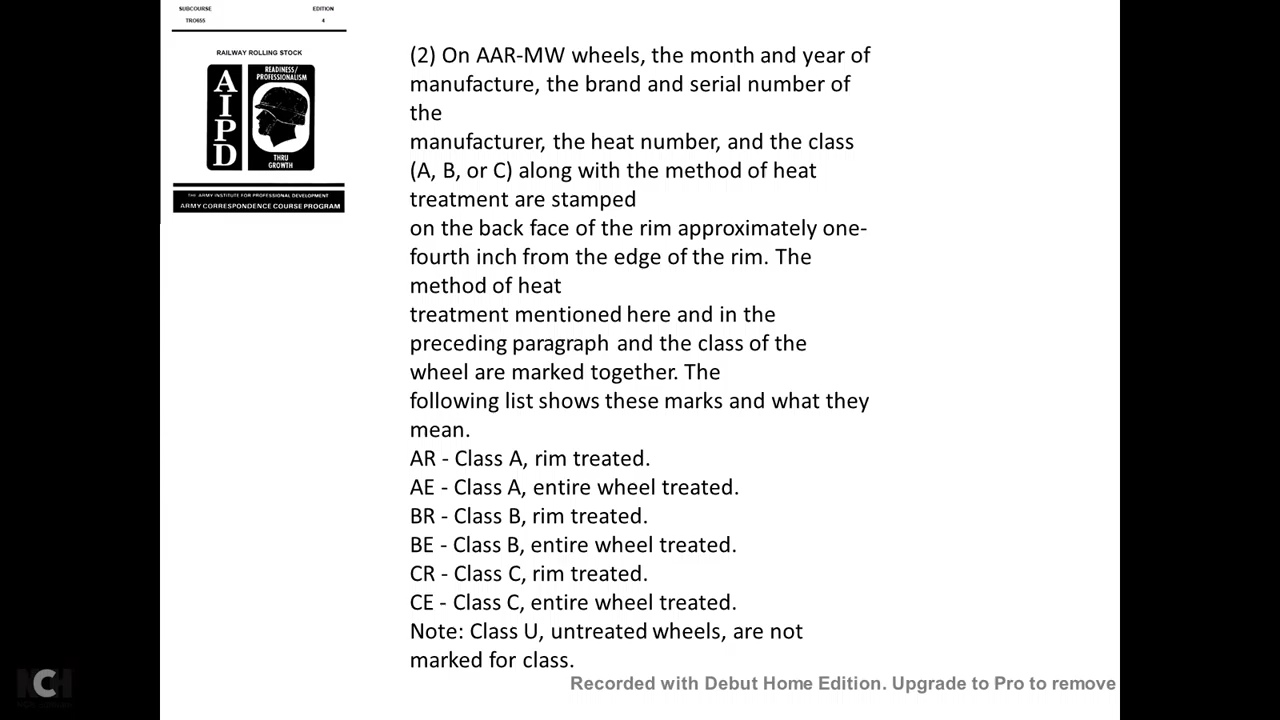 SUBCOURSE EDITION
TRO655 4
RAILWAY ROLLING STOCK
AIPD
READINESS/
PROFESSIONALISM
THRU
GROWTH
THE ARMY INSTITUTE FOR PROFESSIONAL DEVELOPMENT
ARMY CORRESPONDENCE COURSE PROGRAM
(2) On AAR-MW wheels, the month and year of
manufacture, the brand and serial number of
the
manufacturer, the heat number, and the class
(A, B, or C) along with the method of heat
treatment are stamped
on the back face of the rim approximately one-
fourth inch from the edge of the rim. The
method of heat
treatment mentioned here and in the
preceding paragraph and the class of the
wheel are marked together. The
following list shows these marks and what they
mean.
AR - Class A, rim treated.
AE - Class A, entire wheel treated.
BR - Class B, rim treated.
BE - Class B, entire wheel treated.
CR - Class C, rim treated.
CE - Class C, entire wheel treated.
Note: Class U, untreated wheels, are not
marked for class.
NCH
Recorded with Debut Home Edition. Upgrade to Pro to remove